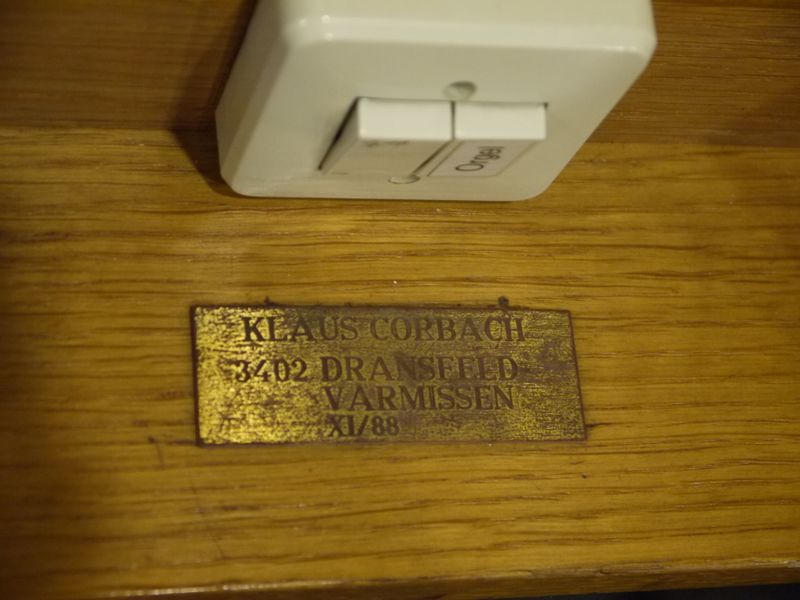 Orgel
KLAUS CORBACH
3402 DRANSFELD-
VARMISSEN
XI/88